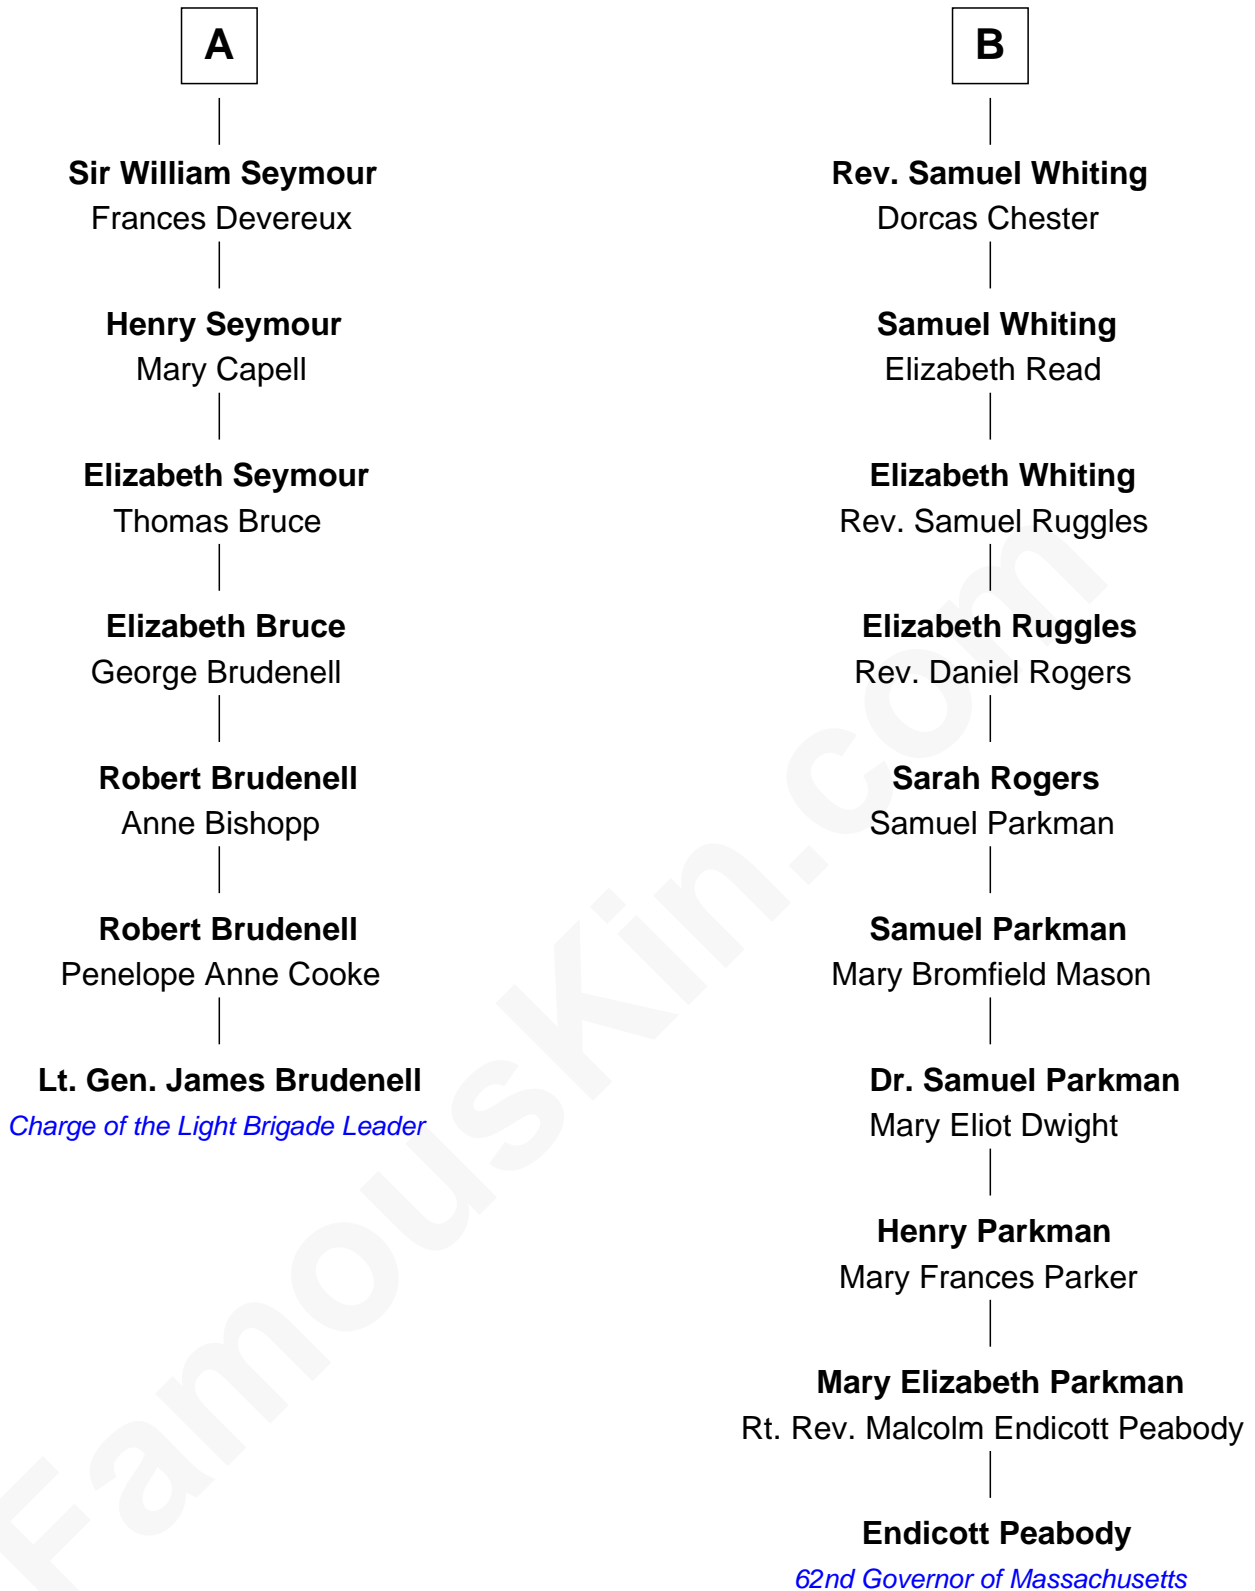 A
Sir William Seymour
Frances Devereux
Henry Seymour
Mary Capell
Elizabeth Seymour
Thomas Bruce
Elizabeth Bruce
George Brudenell
Robert Brudenell
Anne Bishopp
Robert Brudenell
Penelope Anne Cooke
Lt. Gen. James Brudenell
Charge of the Light Brigade Leader
B
Rev. Samuel Whiting
Dorcas Chester
Samuel Whiting
Elizabeth Read
Elizabeth Whiting
Rev. Samuel Ruggles
Elizabeth Ruggles
Rev. Daniel Rogers
Sarah Rogers
Samuel Parkman
Samuel Parkman
Mary Bromfield Mason
Dr. Samuel Parkman
Mary Eliot Dwight
Henry Parkman
Mary Frances Parker
Mary Elizabeth Parkman
Rt. Rev. Malcolm Endicott Peabody
Endicott Peabody
62nd Governor of Massachusetts
FamousKin.com